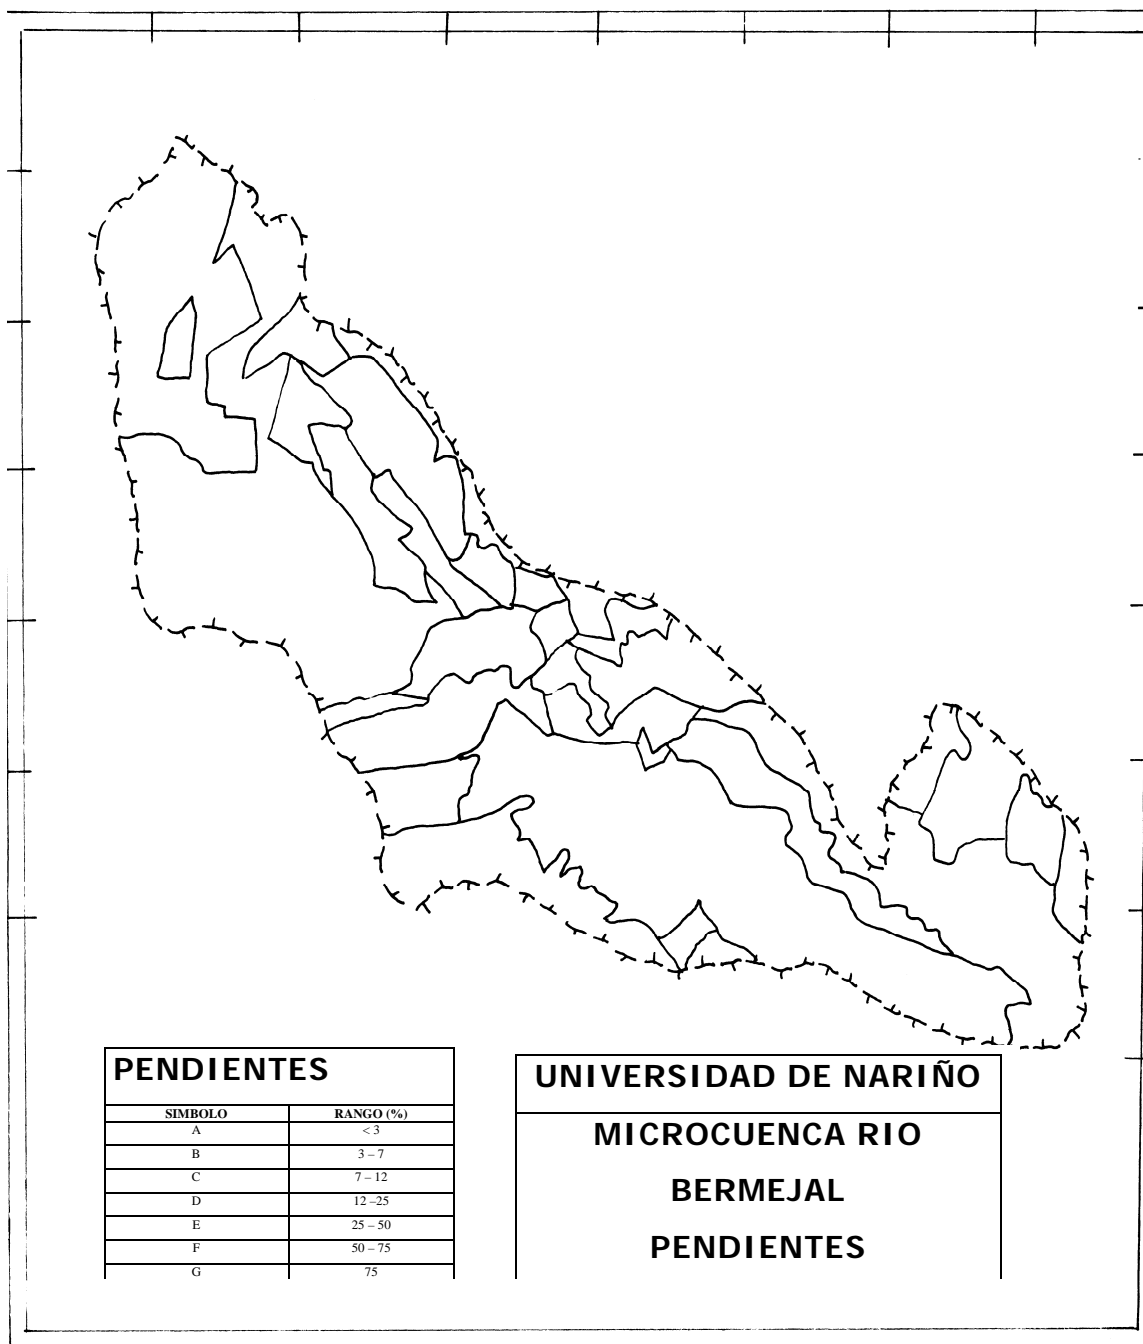 PENDIENTES
SIMBOLO RANGO (%)
A < 3
B 3 – 7
C 7 – 12
D 12 –25
E 25 – 50
F 50 – 75
G 75
UNIVERSIDAD DE NARIÑO
MICROCUENCA RIO
BERMEJAL
PENDIENTES